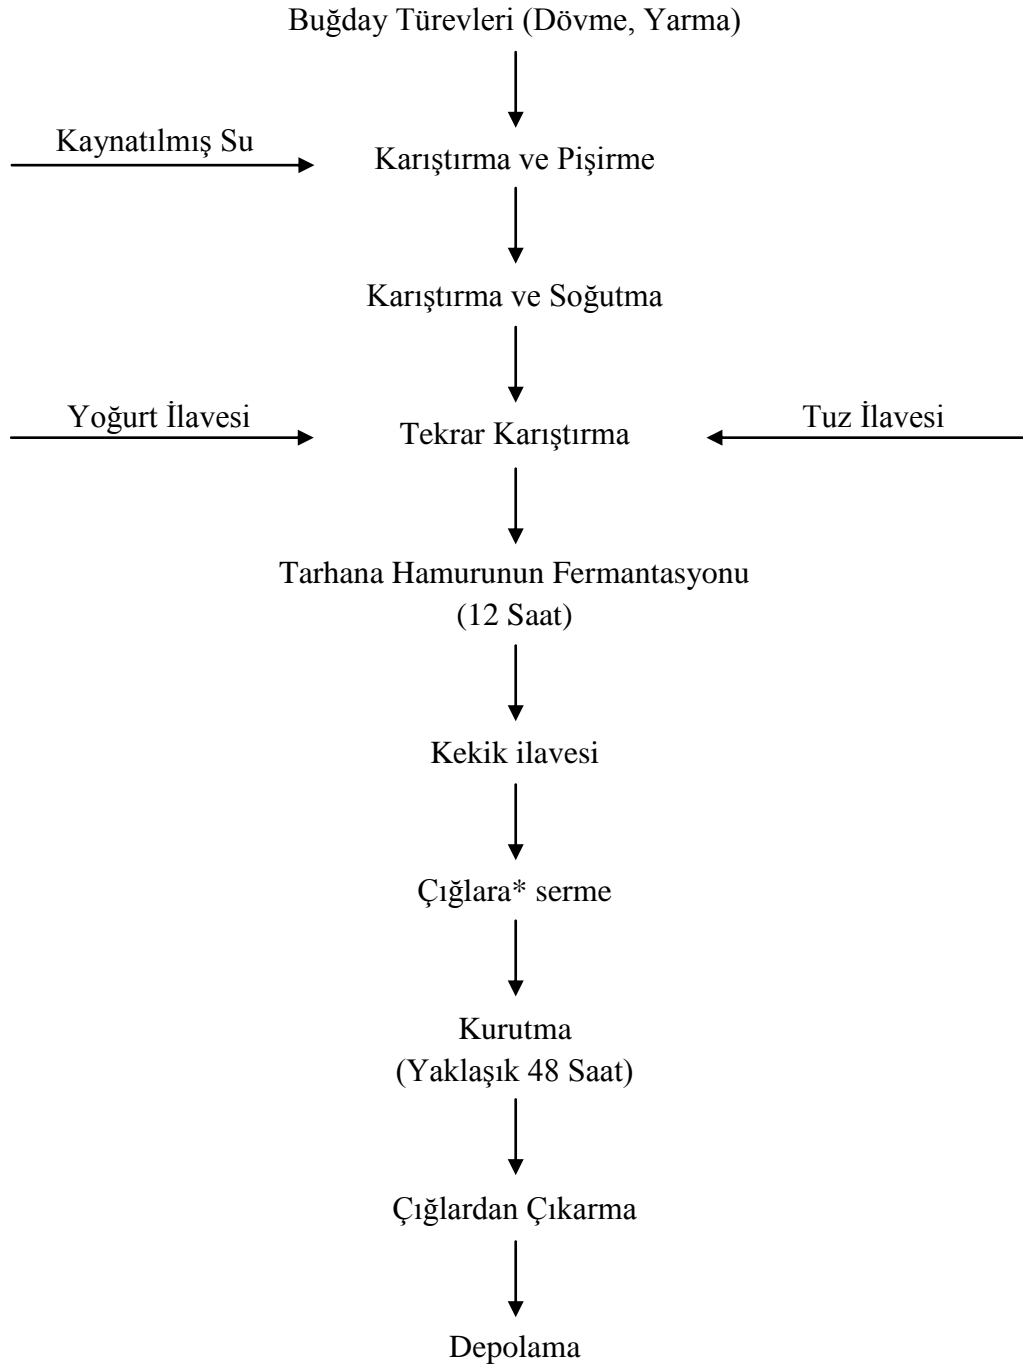 Buğday Türevleri (Dövme, Yarma)
Kaynatılmış Su
Karıştırma ve Pişirme
Karıştırma ve Soğutma
Yoğurt İlavesi
Tekrar Karıştırma
Tuz İlavesi
Tarhana Hamurunun Fermantasyonu
(12 Saat)
Kekik ilavesi
Çığlara* serme
Kurutma
(Yaklaşık 48 Saat)
Çığlardan Çıkarma
Depolama